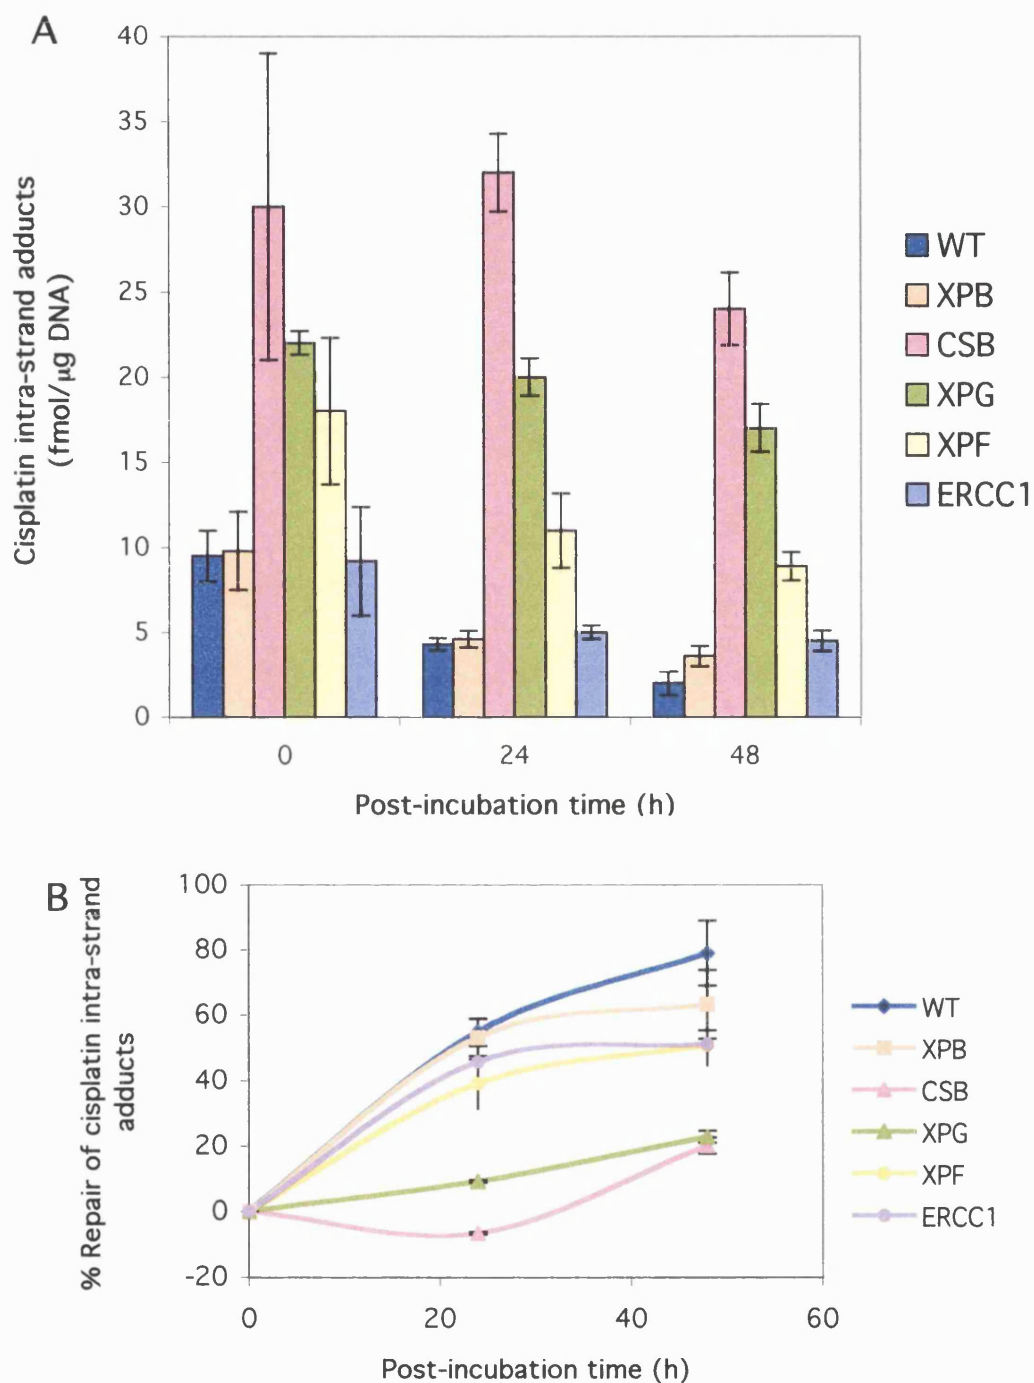 A
40
35
30
25
20
15
10
5
0
Cisplatin intra-strand adducts
(fmol/μg DNA)
0 24 48
Post-incubation time (h)
WT
XPB
CSB
XPG
XPF
ERCC1
B
100
80
60
40
20
0
-20
% Repair of cisplatin intra-strand
adducts
0 20 40 60
Post-incubation time (h)
WT
XPB
CSB
XPG
XPF
ERCC1